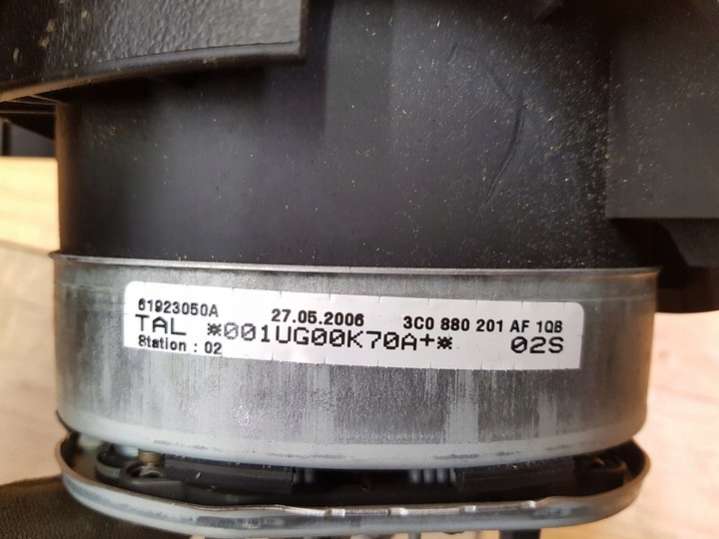 61923050A 27.05.2006 3C0 880 201 AF 1QB
TAL *001UG00K70A+* 02S
Station : 02